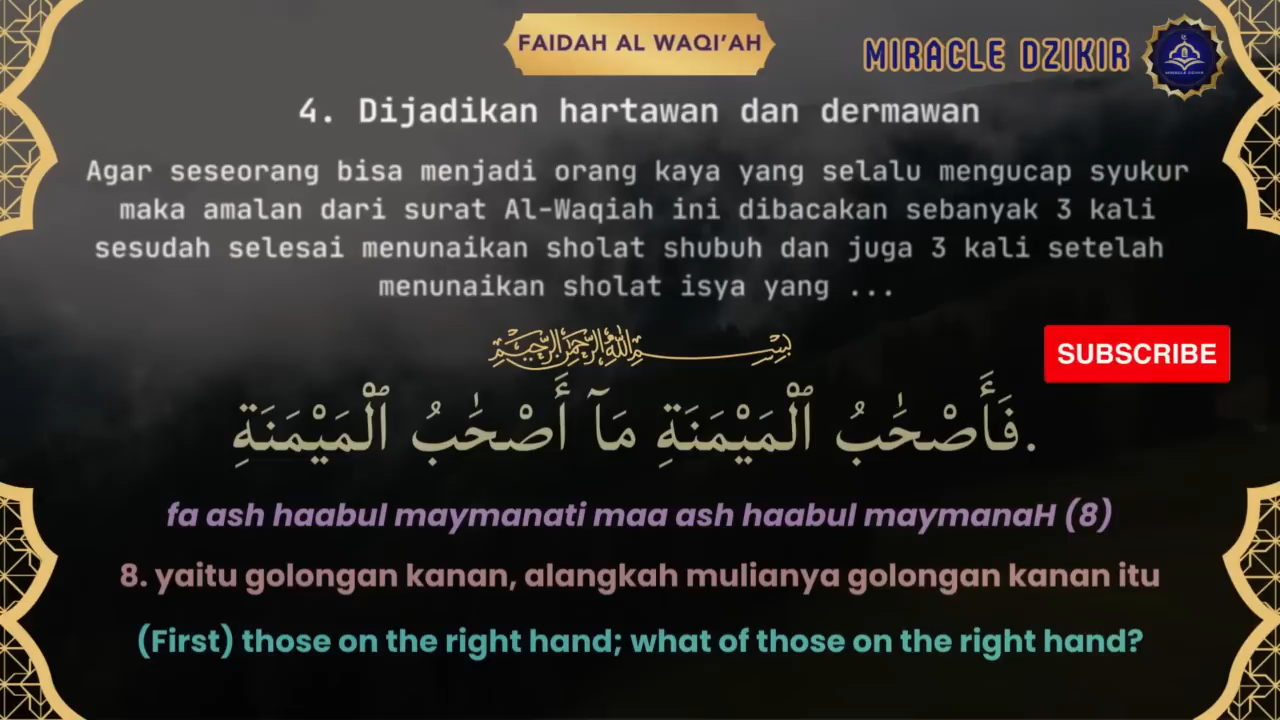 FAIDAH AL WAQI’AH
MIRACLE DZIKIR
MIRACLE DZIKIR
4. Dijadikan hartawan dan dermawan
Agar seseorang bisa menjadi orang kaya yang selalu mengucap syukur
maka amalan dari surat Al-Waqiah ini dibacakan sebanyak 3 kali
sesudah selesai menunaikan sholat shubuh dan juga 3 kali setelah
menunaikan sholat isya yang ...
بِسْمِ اللَّهِ الرَّحْمَٰنِ الرَّحِيمِ
SUBSCRIBE
فَأَصْحَٰبُ ٱلْمَيْمَنَةِ مَآ أَصْحَٰبُ ٱلْمَيْمَنَةِ.
fa ash haabul maymanati maa ash haabul maymanaH (8)
8. yaitu golongan kanan, alangkah mulianya golongan kanan itu
(First) those on the right hand; what of those on the right hand?